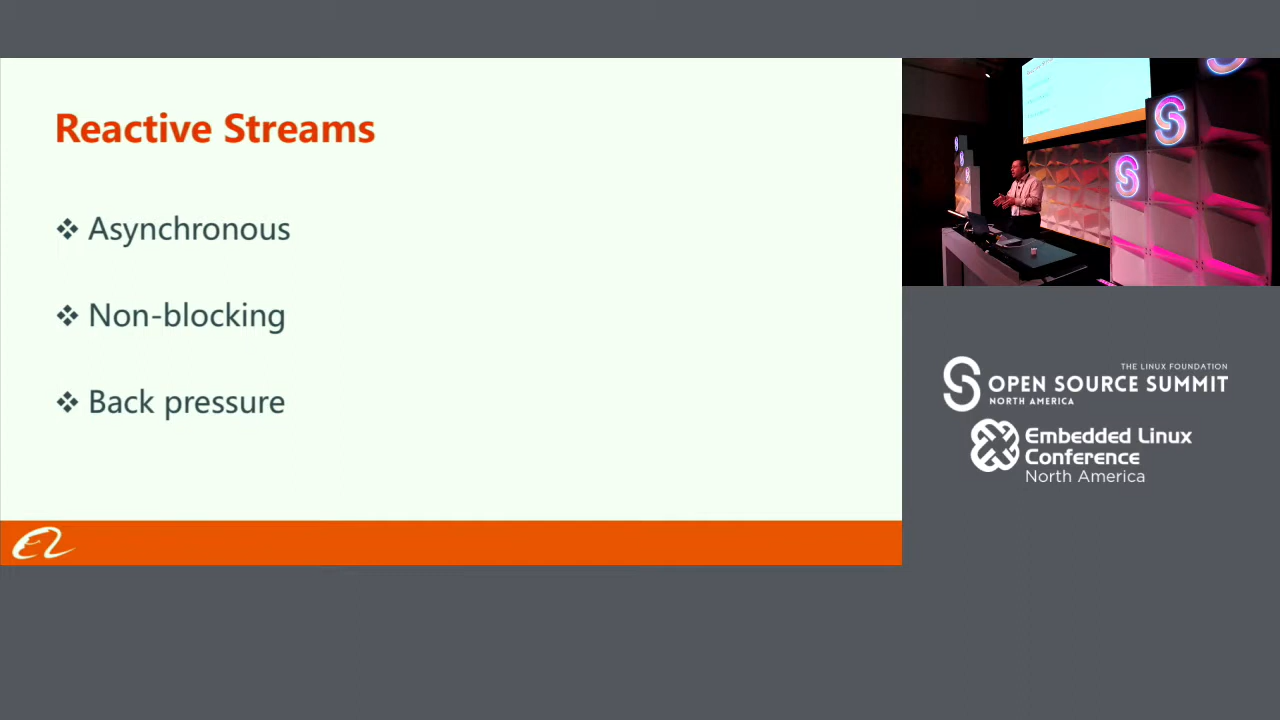 Reactive Streams
❖ Asynchronous
❖ Non-blocking
❖ Back pressure
THE LINUX FOUNDATION
OPEN SOURCE SUMMIT
NORTH AMERICA
Embedded Linux
Conference
North America